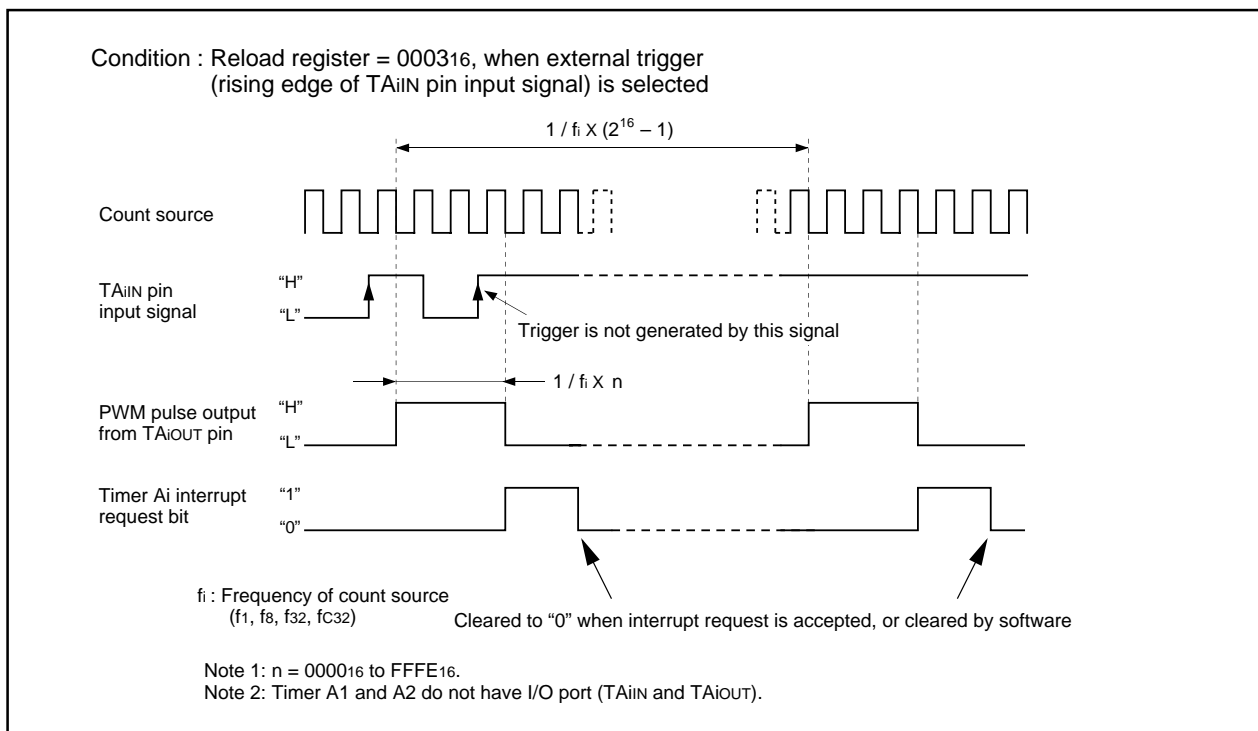 Condition : Reload register = 000316, when external trigger
(rising edge of TAiIN pin input signal) is selected
1 / fi X (2^16 – 1)
Count source
TAiIN pin
input signal
“H”
“L”
Trigger is not generated by this signal
1 / fi X n
PWM pulse output
from TAiOUT pin
“H”
“L”
Timer Ai interrupt
request bit
“1”
“0”
fi : Frequency of count source
(f1, f8, f32, fC32)
Cleared to “0” when interrupt request is accepted, or cleared by software
Note 1: n = 000016 to FFFE16.
Note 2: Timer A1 and A2 do not have I/O port (TAiIN and TAiOUT).